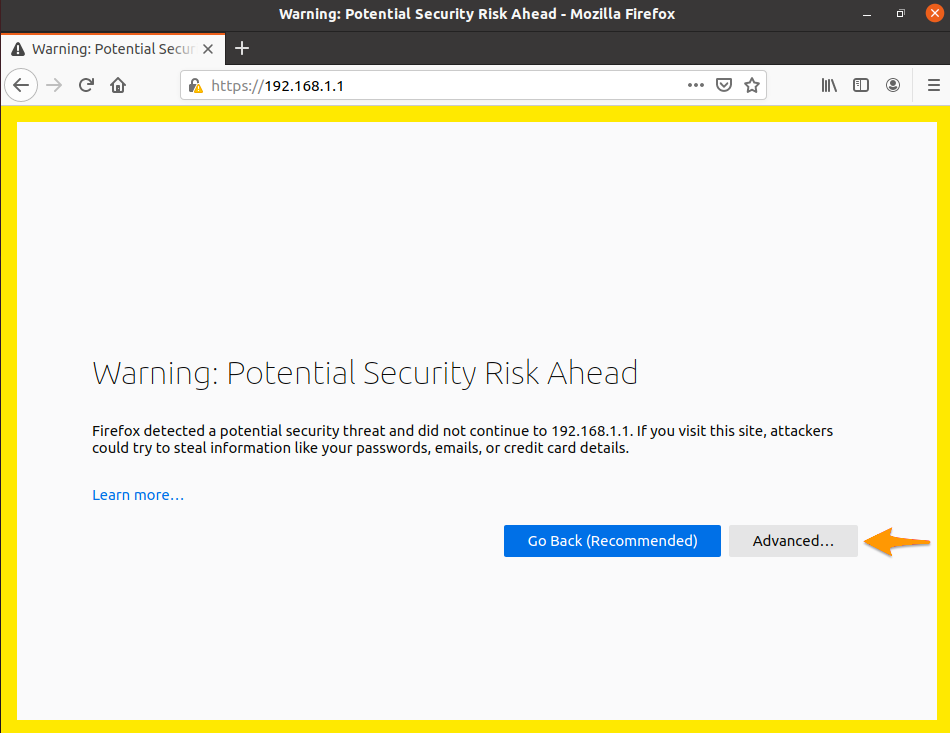 Warning: Potential Security Risk Ahead - Mozilla Firefox
Warning: Potential Secur
https://192.168.1.1
Warning: Potential Security Risk Ahead
Firefox detected a potential security threat and did not continue to 192.168.1.1. If you visit this site, attackers
could try to steal information like your passwords, emails, or credit card details.
Learn more…
Go Back (Recommended) Advanced…